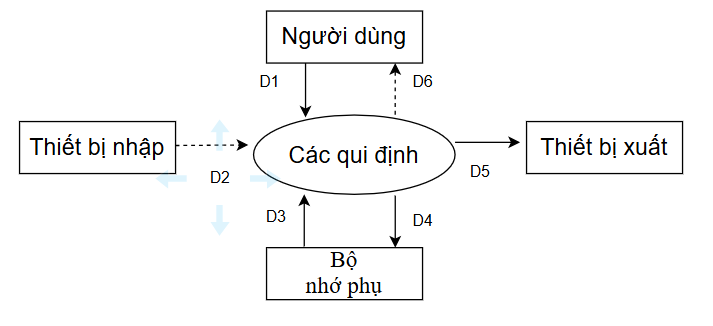 Người dùng
D1
D6
Thiết bị nhập
Các qui định
Thiết bị xuất
D2
D5
D3
D4
Bộ
nhớ phụ